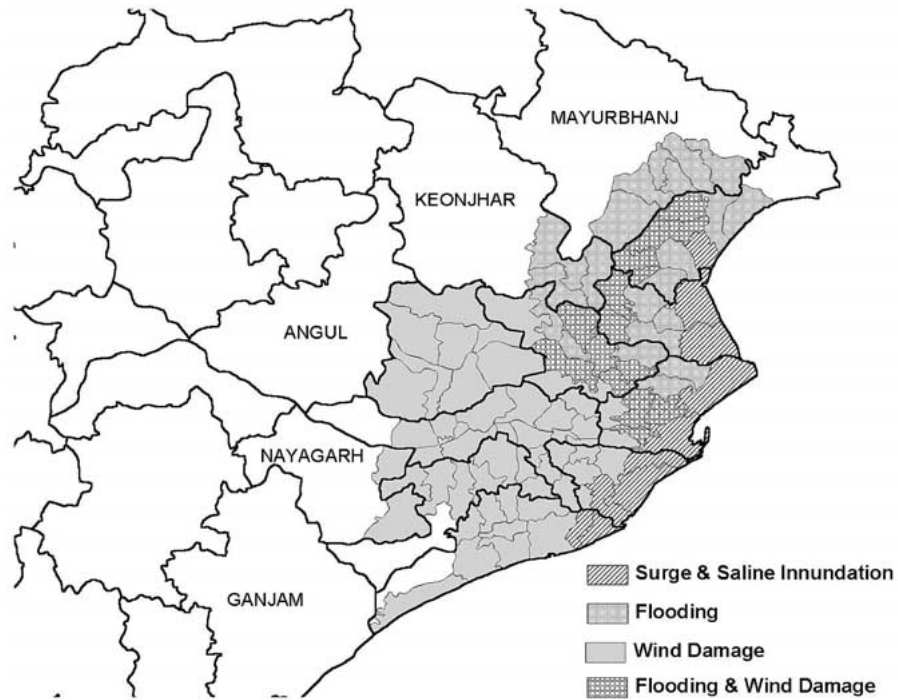 MAYURBHANJ
KEONJHAR
ANGUL
NAYAGARH
GANJAM
Surge & Saline Innundation
Flooding
Wind Damage
Flooding & Wind Damage